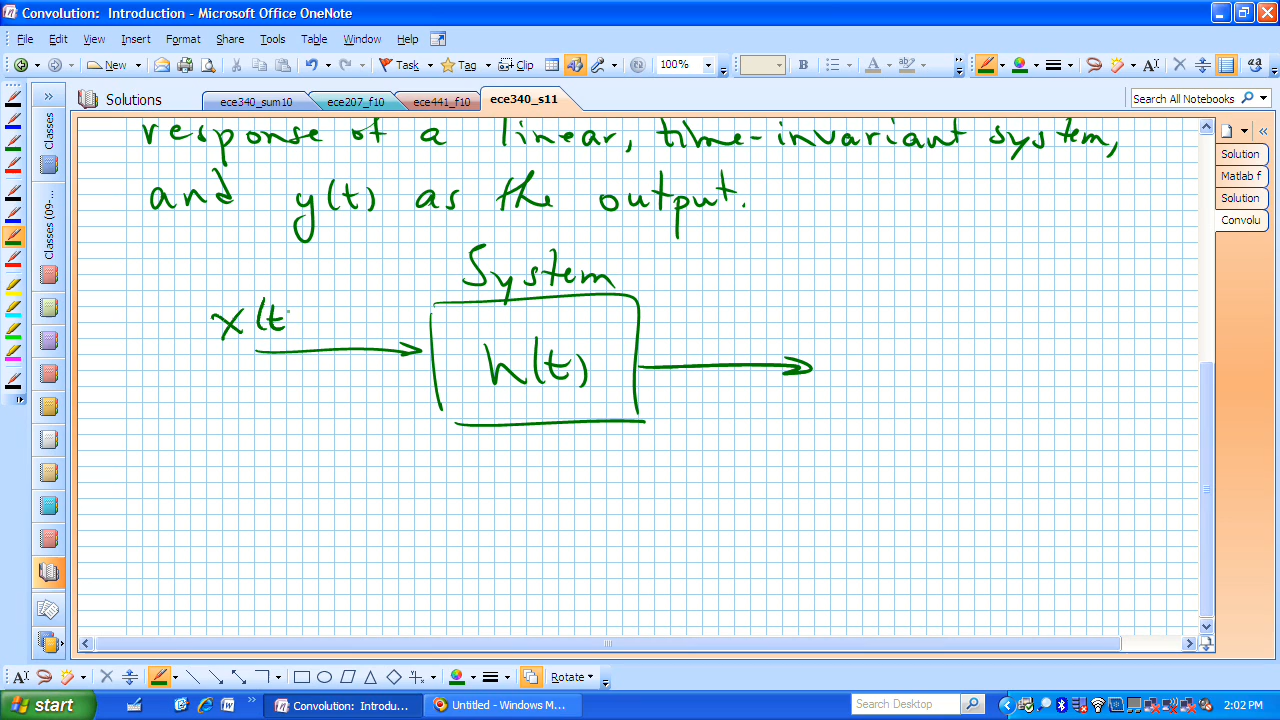 Convolution: Introduction - Microsoft Office OneNote
File Edit View Insert Format Share Tools Table Window Help
New Task Tag Clip 100% B A ab
Solutions ece340_sum10 ece207_f10 ece441_f10 ece340_s11 Search All Notebooks
Classes
Classes (09-...
Solution
Matlab f
Solution
Convolu
response of a linear, time-invariant system,
and y(t) as the output.
System
x(t
h(t)
A Rotate
start Convolution: Introdu... Untitled - Windows M... Search Desktop 2:02 PM